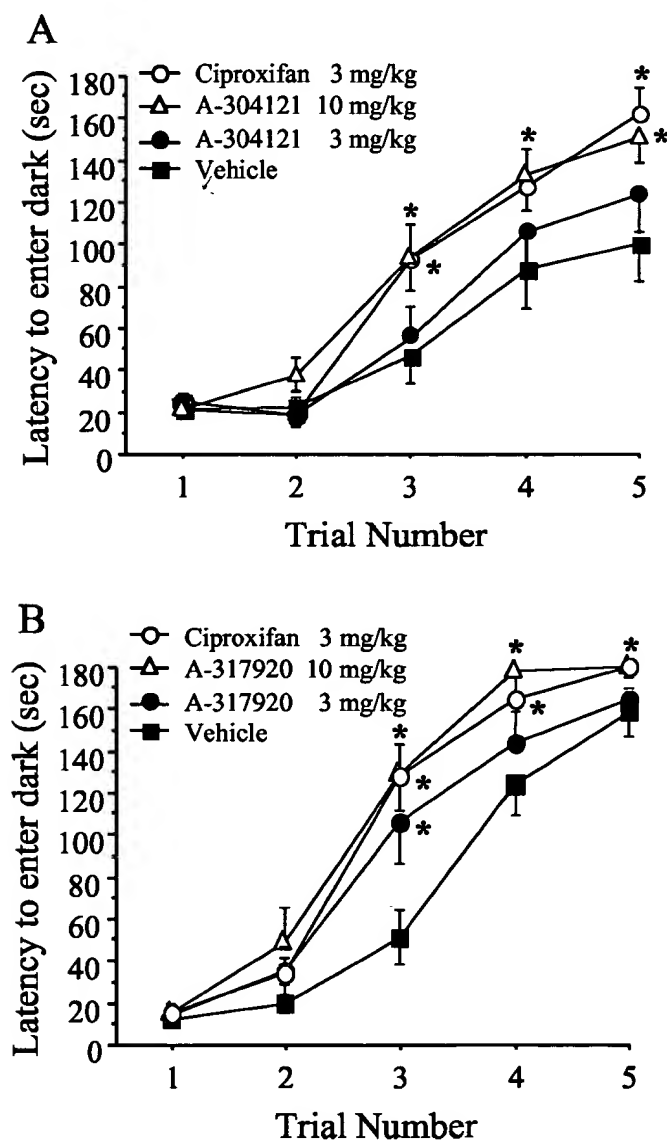 A
Ciproxifan 3 mg/kg
A-304121 10 mg/kg
A-304121 3 mg/kg
Vehicle
Latency to enter dark (sec)
180
160
140
120
100
80
60
40
20
0
*
*
*
*
*
1 2 3 4 5
Trial Number
B
Ciproxifan 3 mg/kg
A-317920 10 mg/kg
A-317920 3 mg/kg
Vehicle
Latency to enter dark (sec)
180
160
140
120
100
80
60
40
20
0
*
*
*
*
*
*
1 2 3 4 5
Trial Number